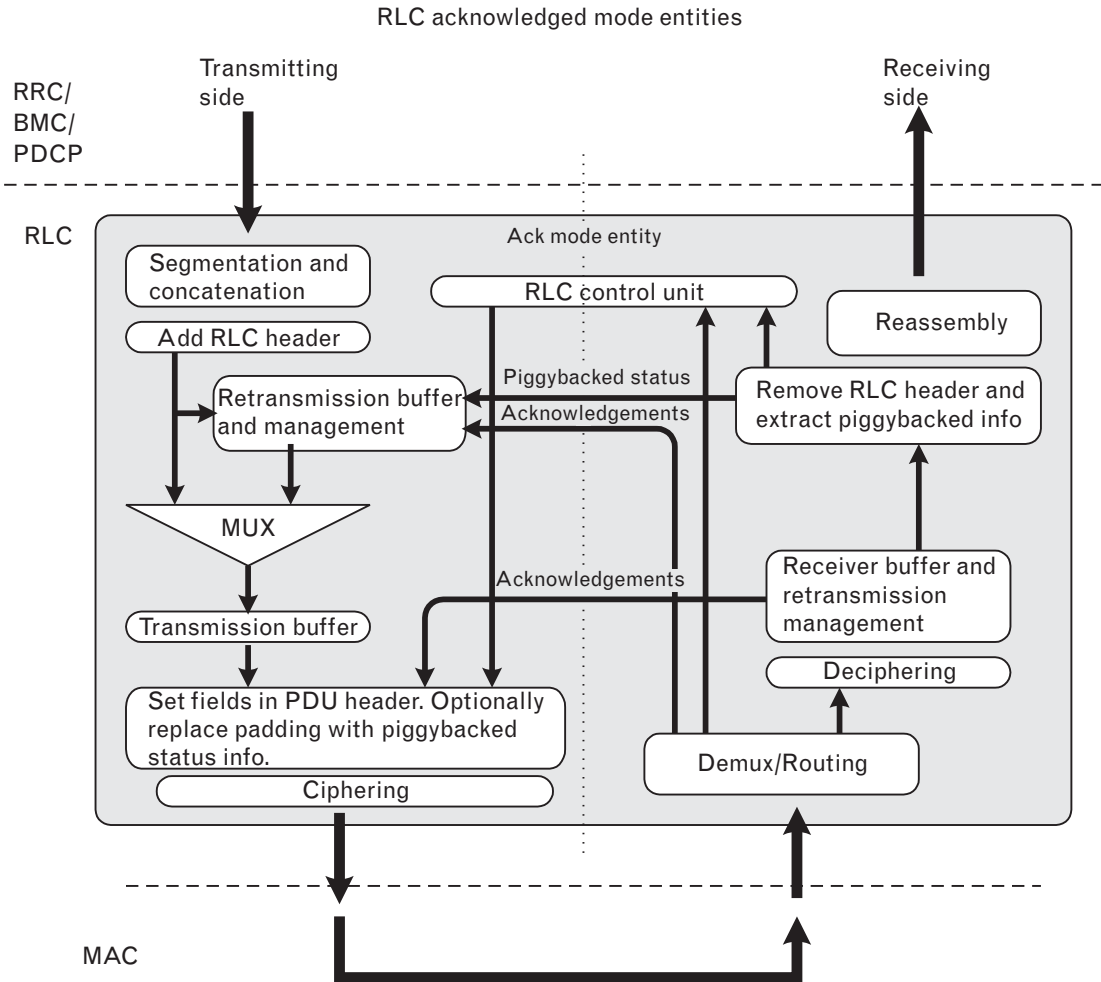 RLC acknowledged mode entities
Transmitting
side
Receiving
side
RRC/
BMC/
PDCP
RLC
Ack mode entity
Segmentation and
concatenation
RLC control unit
Add RLC header
Reassembly
Piggybacked status
Retransmission buffer
and management
Acknowledgements
Remove RLC header and
extract piggybacked info
MUX
Acknowledgements
Receiver buffer and
retransmission
management
Transmission buffer
Deciphering
Set fields in PDU header. Optionally
replace padding with piggybacked
status info.
Demux/Routing
Ciphering
MAC